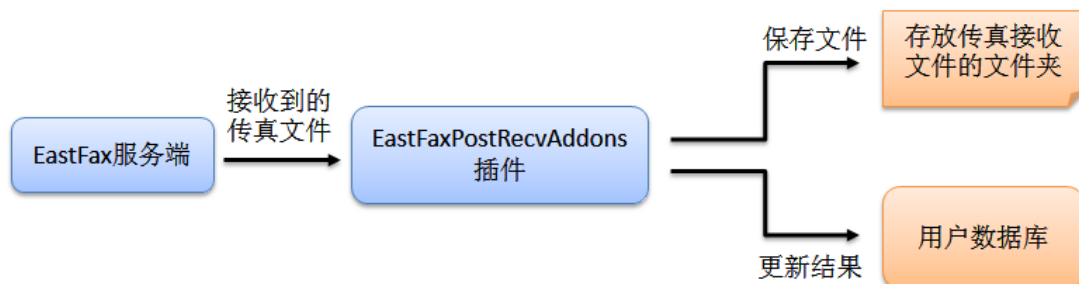 EastFax服务端
接收到的
传真文件
EastFaxPostRecvAddons
插件
保存文件
存放传真接收
文件的文件夹
更新结果
用户数据库